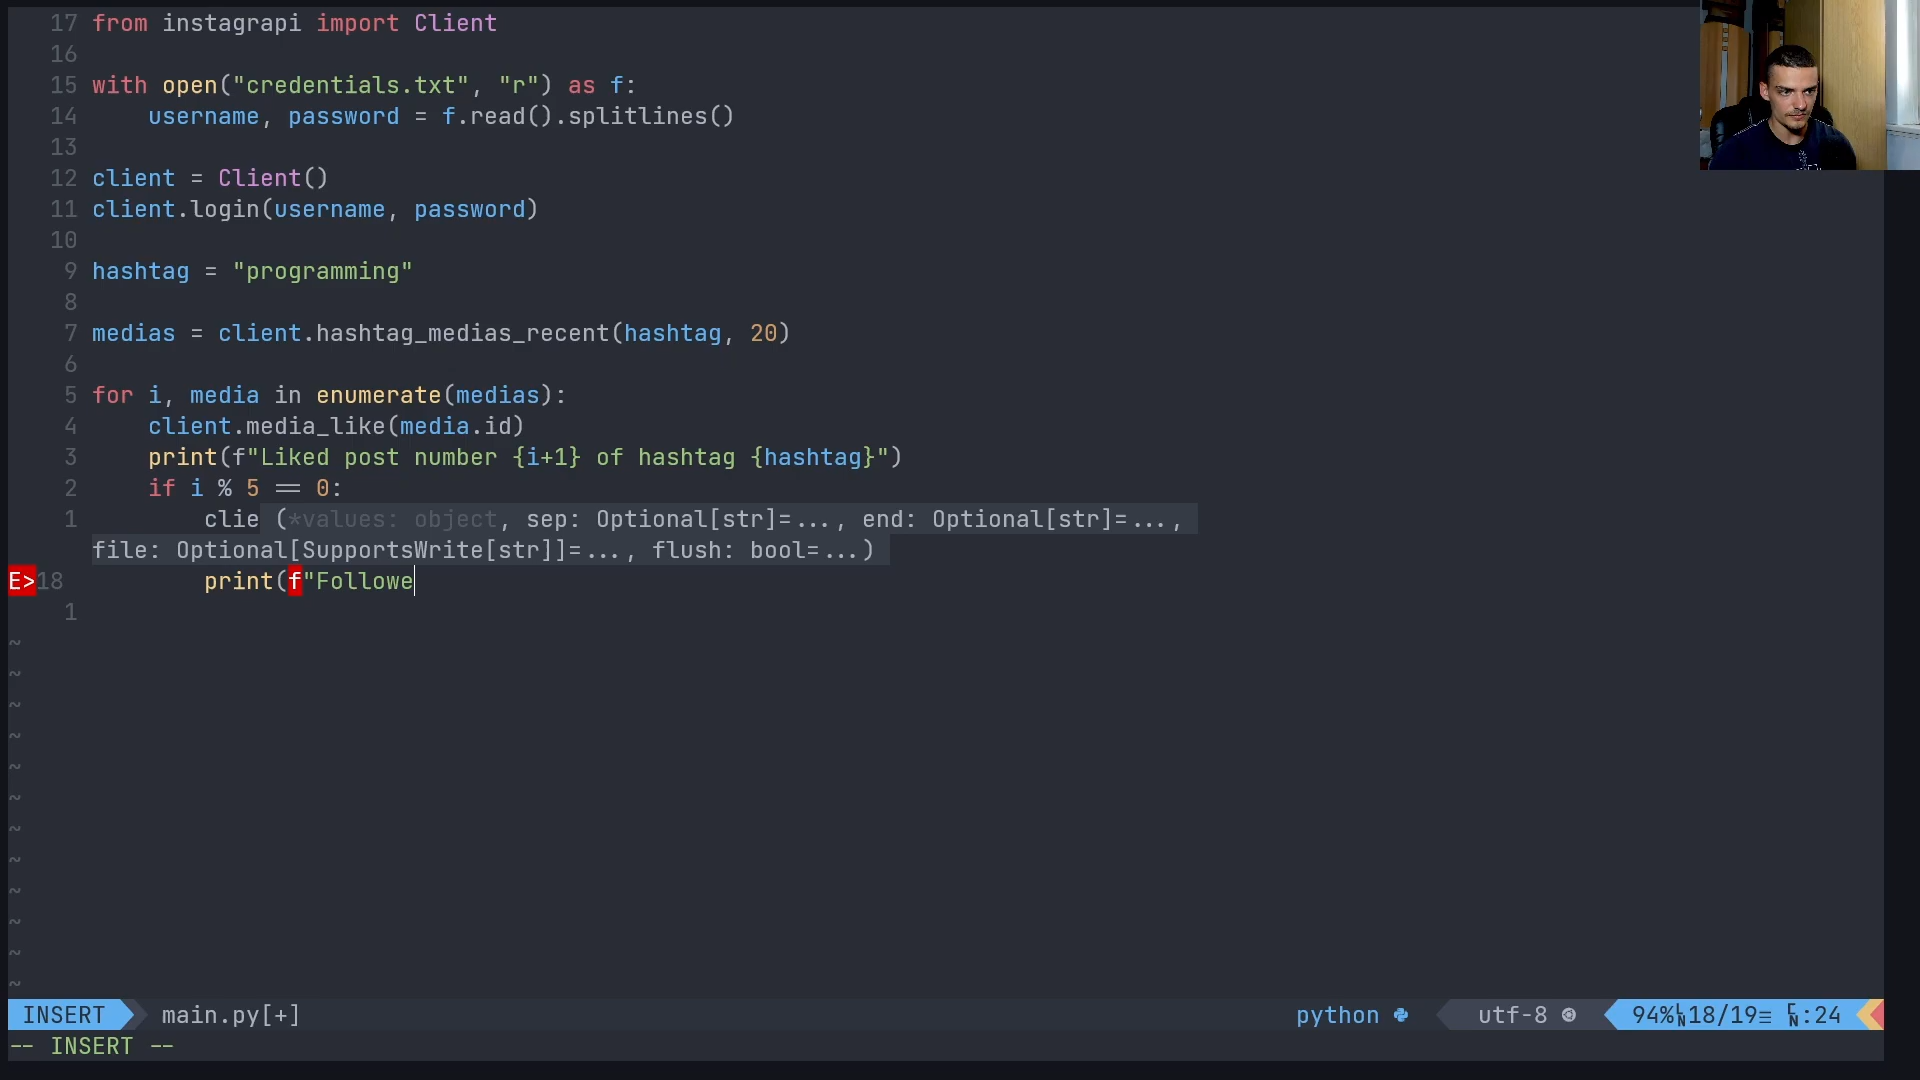 17 from instagrapi import Client
16
15 with open("credentials.txt", "r") as f:
14 username, password = f.read().splitlines()
13
12 client = Client()
11 client.login(username, password)
10
9 hashtag = "programming"
8
7 medias = client.hashtag_medias_recent(hashtag, 20)
6
5 for i, media in enumerate(medias):
4 client.media_like(media.id)
3 print(f"Liked post number {i+1} of hashtag {hashtag}")
2 if i % 5 == 0:
1 clie (*values: object, sep: Optional[str]=..., end: Optional[str]=...,
file: Optional[SupportsWrite[str]]=..., flush: bool=...)
E>18 print(f"Followe
1
~
~
~
~
~
~
~
~
~
~
~
~
INSERT main.py[+] python utf-8 94% LN 18/19≡ CN:24
-- INSERT --